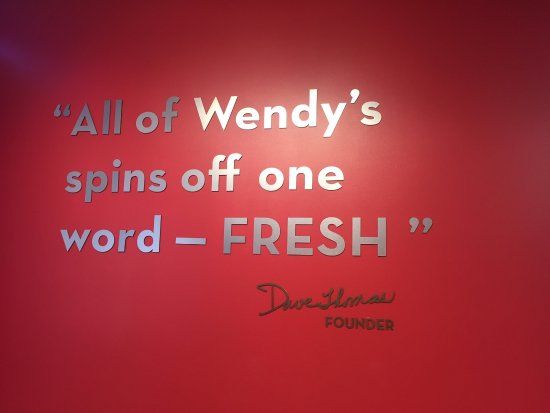 “All of Wendy’s
spins off one
word – FRESH ”
Dave Thomas
FOUNDER